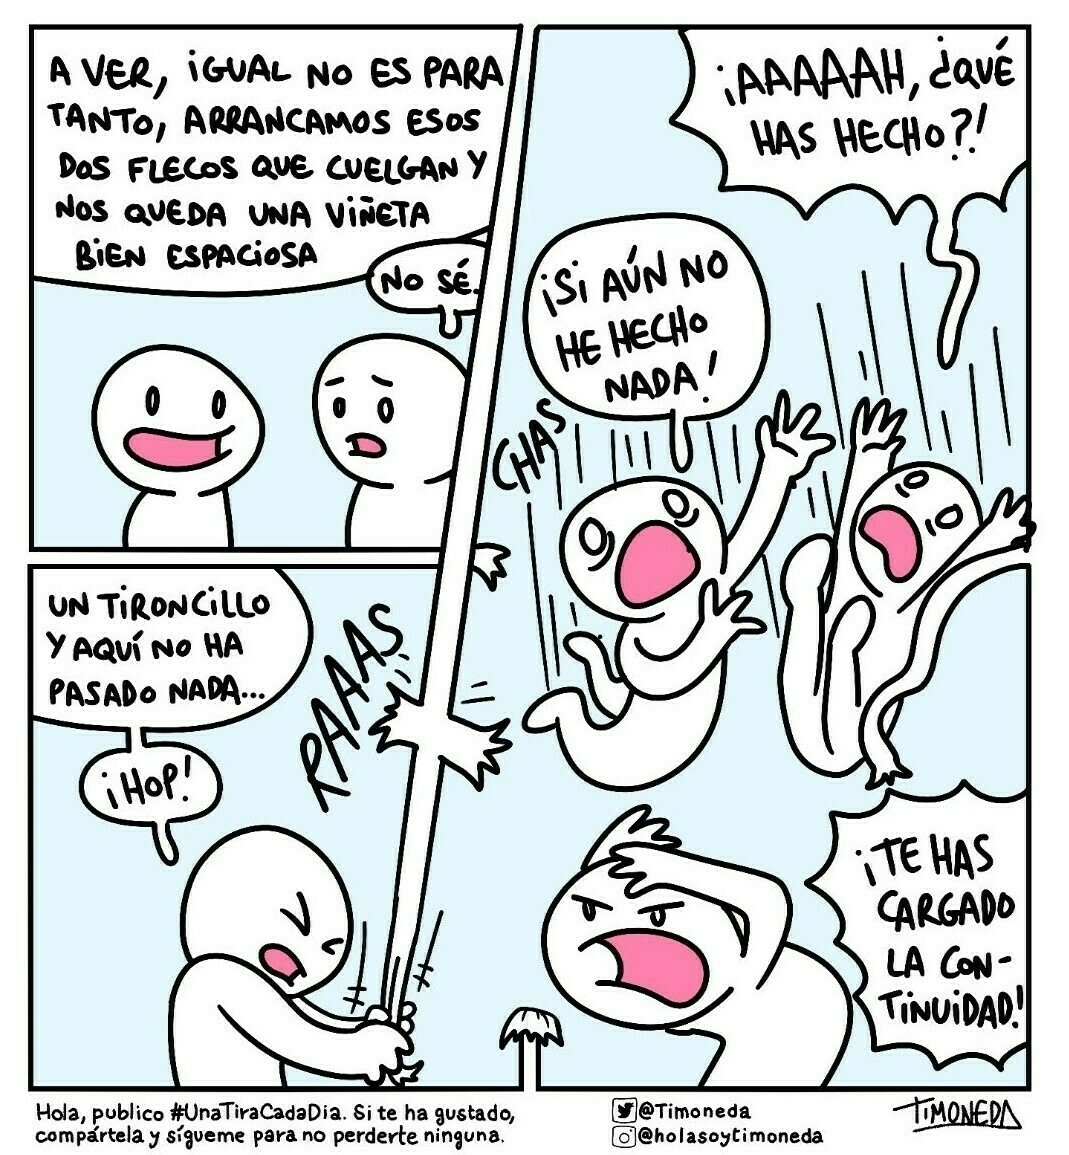 A VER, IGUAL NO ES PARA
TANTO, ARRANCAMOS ESOS
DOS FLECOS QUE CUELGAN Y
NOS QUEDA UNA VIÑETA
BIEN ESPACIOSA
NO SÉ.
UN TIRONCILLO
Y AQUÍ NO HA
PASADO NADA...
¡HOP!
RAAAAS
CHAS
¡AAAAAH, ¿QUÉ
HAS HECHO?!
¡SI AÚN NO
HE HECHO
NADA!
¡TE HAS
CARGADO
LA CON-
TINUIDAD!
Hola, publico #UnaTiraCadaDia. Si te ha gustado,
compártela y sígueme para no perderte ninguna.
@Timoneda
@holasoytimoneda
TIMONEDA